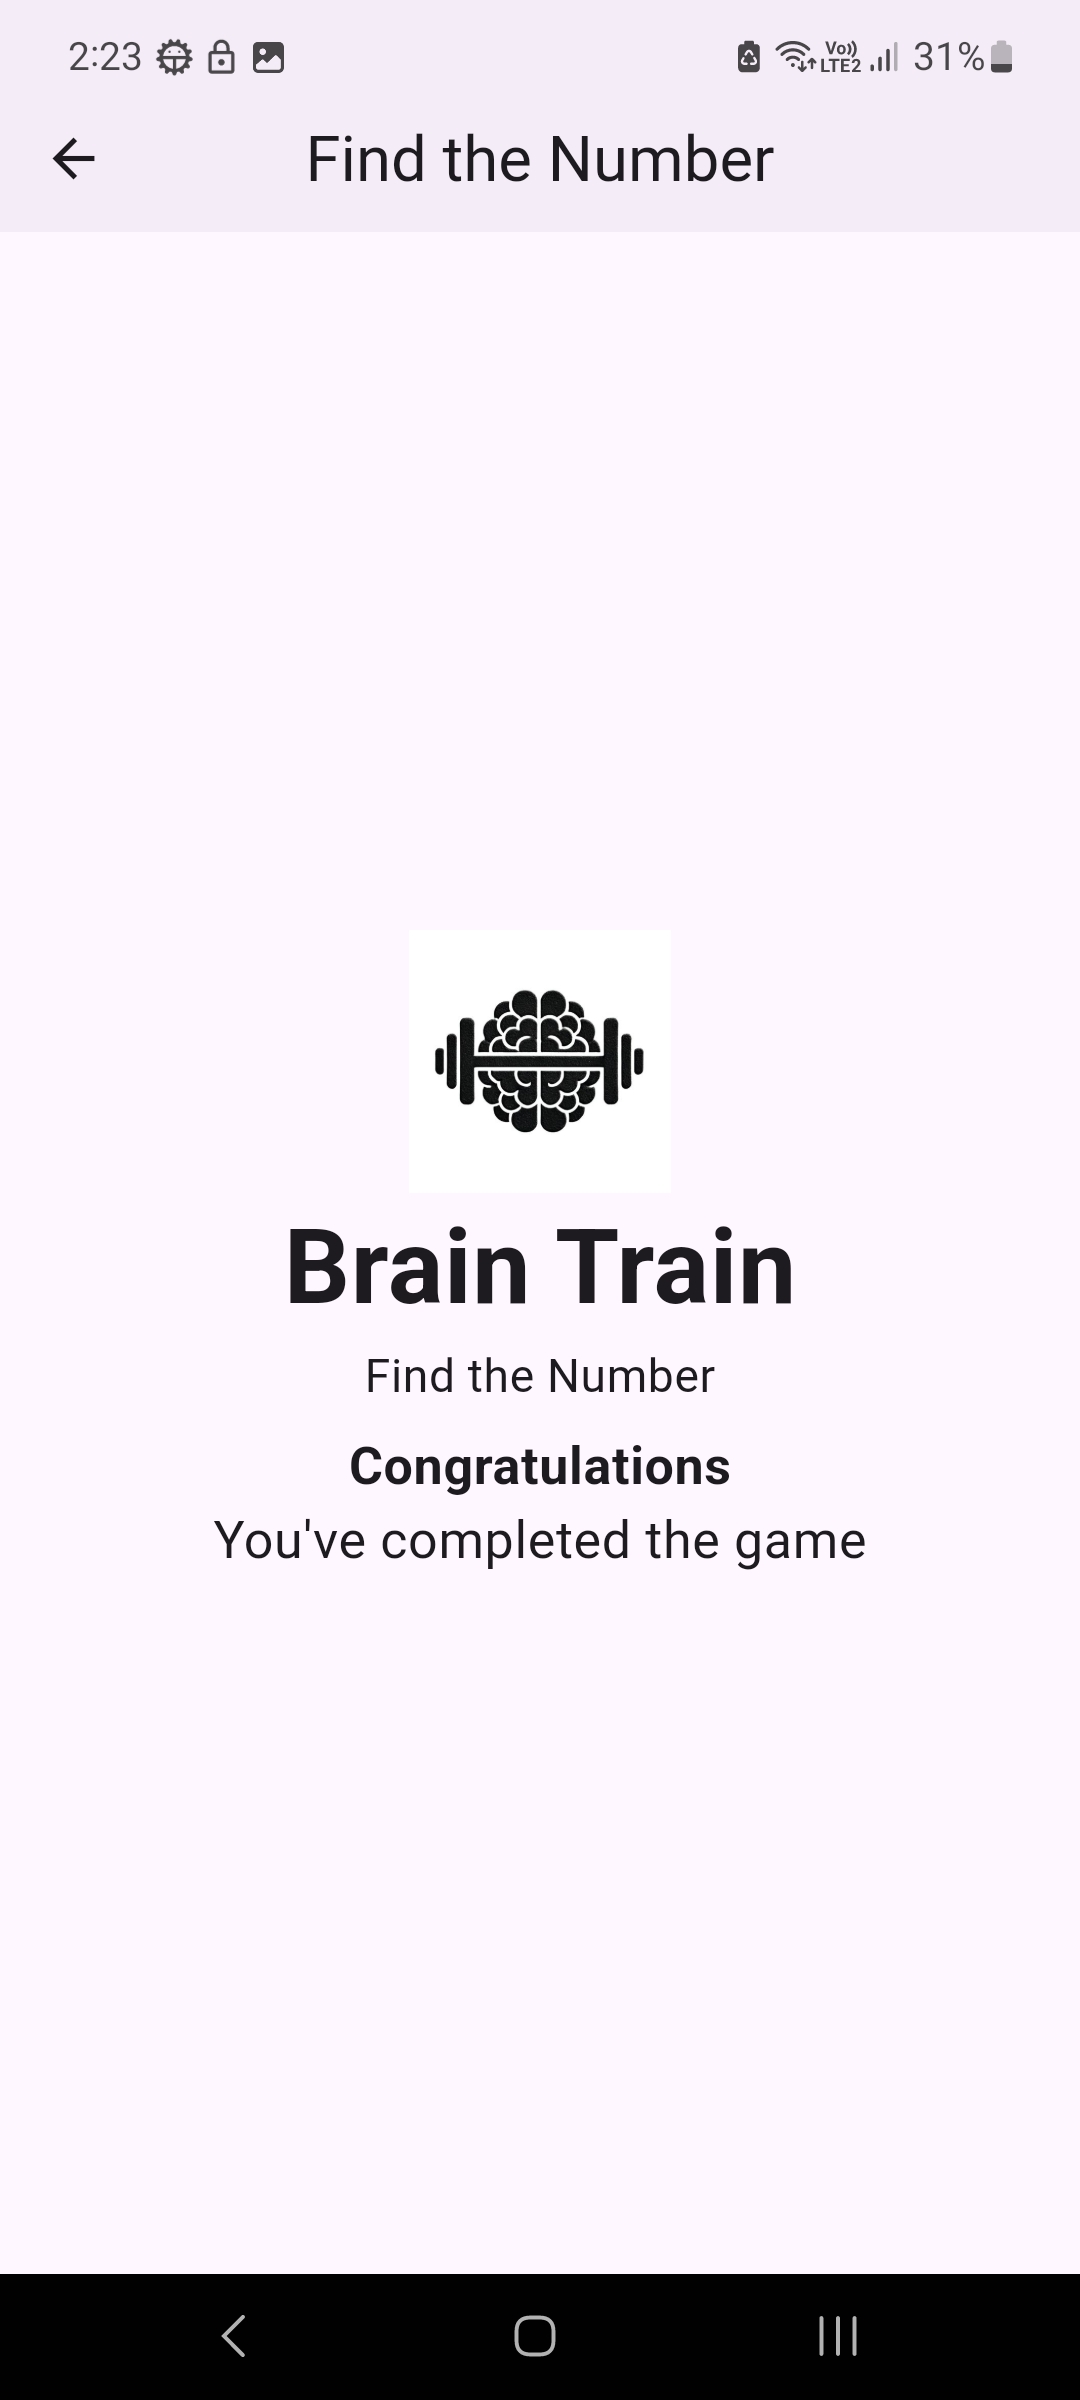 2:23 Vo)) LTE2 31%
Find the Number
Brain Train
Find the Number
Congratulations
You've completed the game